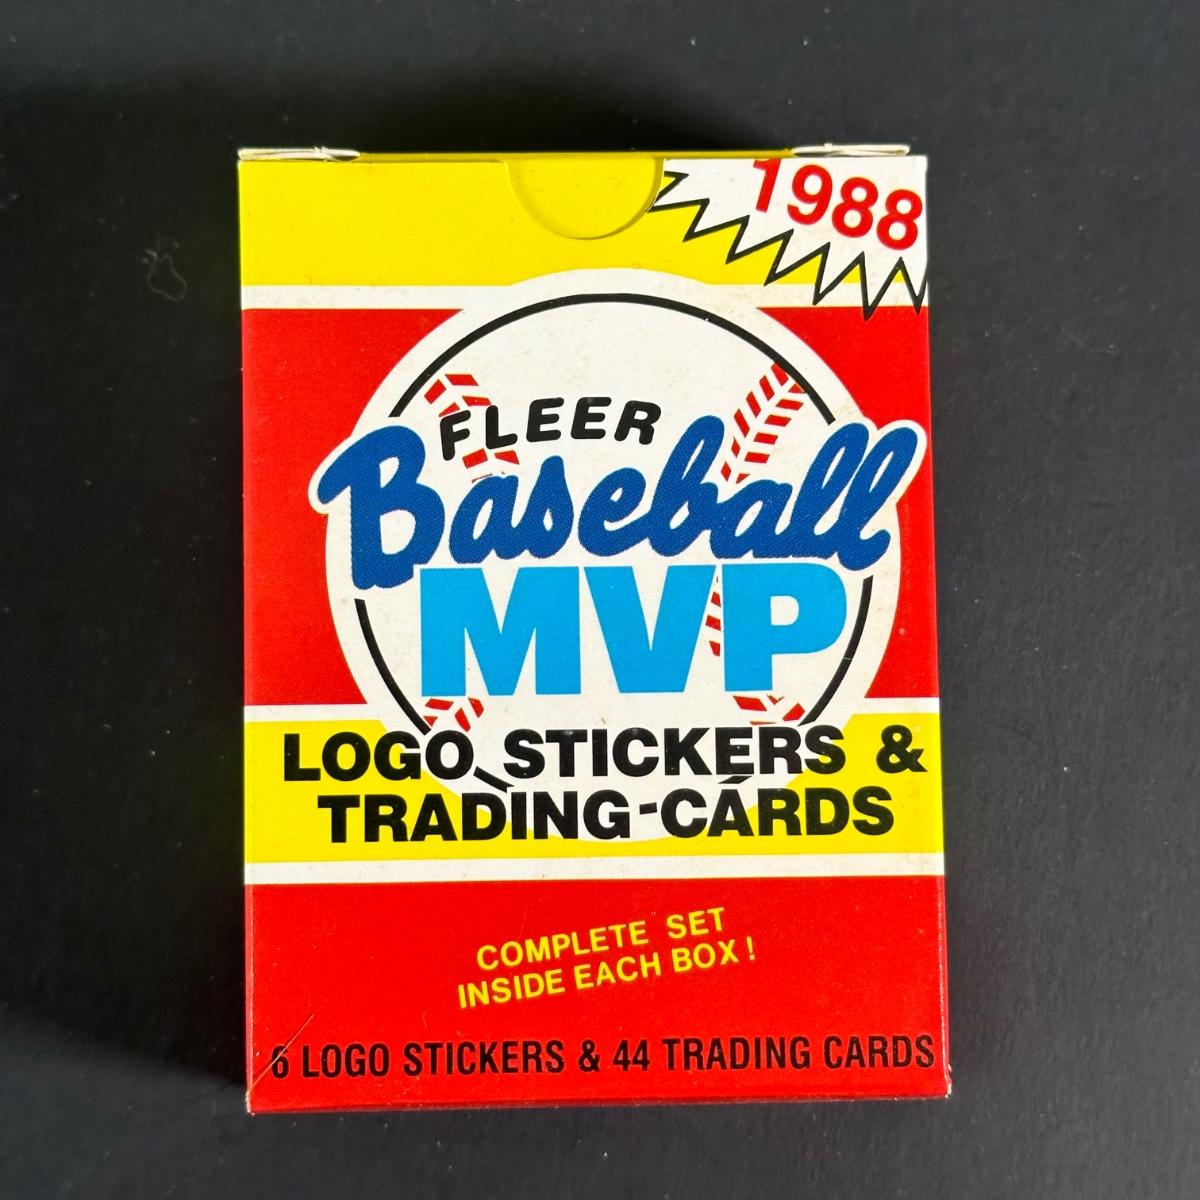 1988
FLEER
Baseball
MVP
LOGO STICKERS &
TRADING-CARDS
COMPLETE SET
INSIDE EACH BOX!
6 LOGO STICKERS & 44 TRADING CARDS